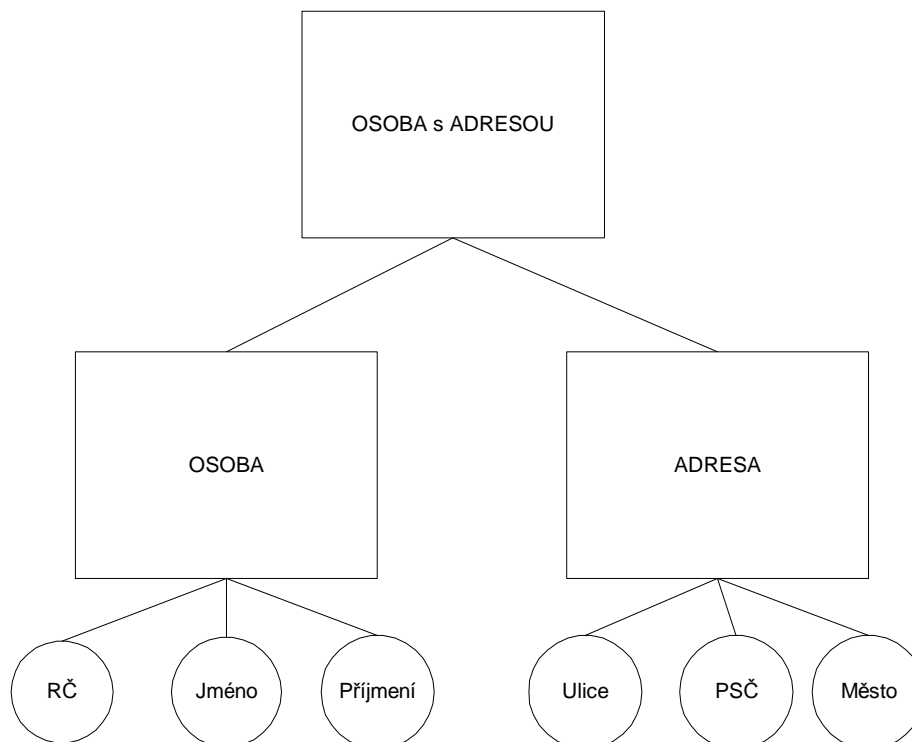 OSOBA s ADRESOU
OSOBA
ADRESA
RČ
Jméno
Příjmení
Ulice
PSČ
Město